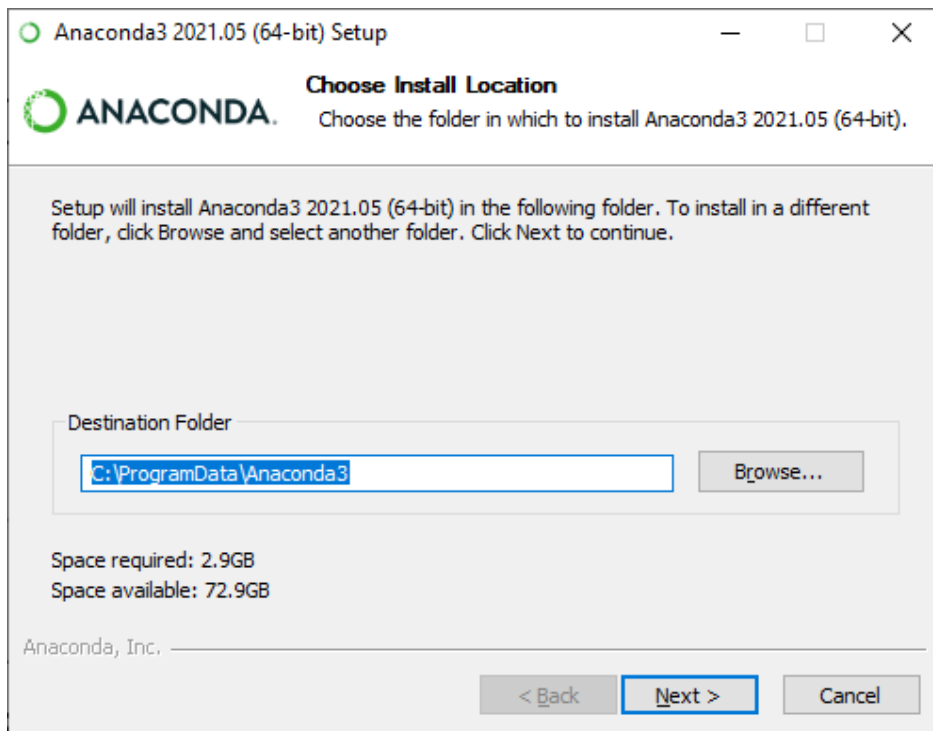 Anaconda3 2021.05 (64-bit) Setup
ANACONDA.
Choose Install Location
Choose the folder in which to install Anaconda3 2021.05 (64-bit).
Setup will install Anaconda3 2021.05 (64-bit) in the following folder. To install in a different
folder, click Browse and select another folder. Click Next to continue.
Destination Folder
C:\ProgramData\Anaconda3
Browse...
Space required: 2.9GB
Space available: 72.9GB
Anaconda, Inc.
< Back
Next >
Cancel